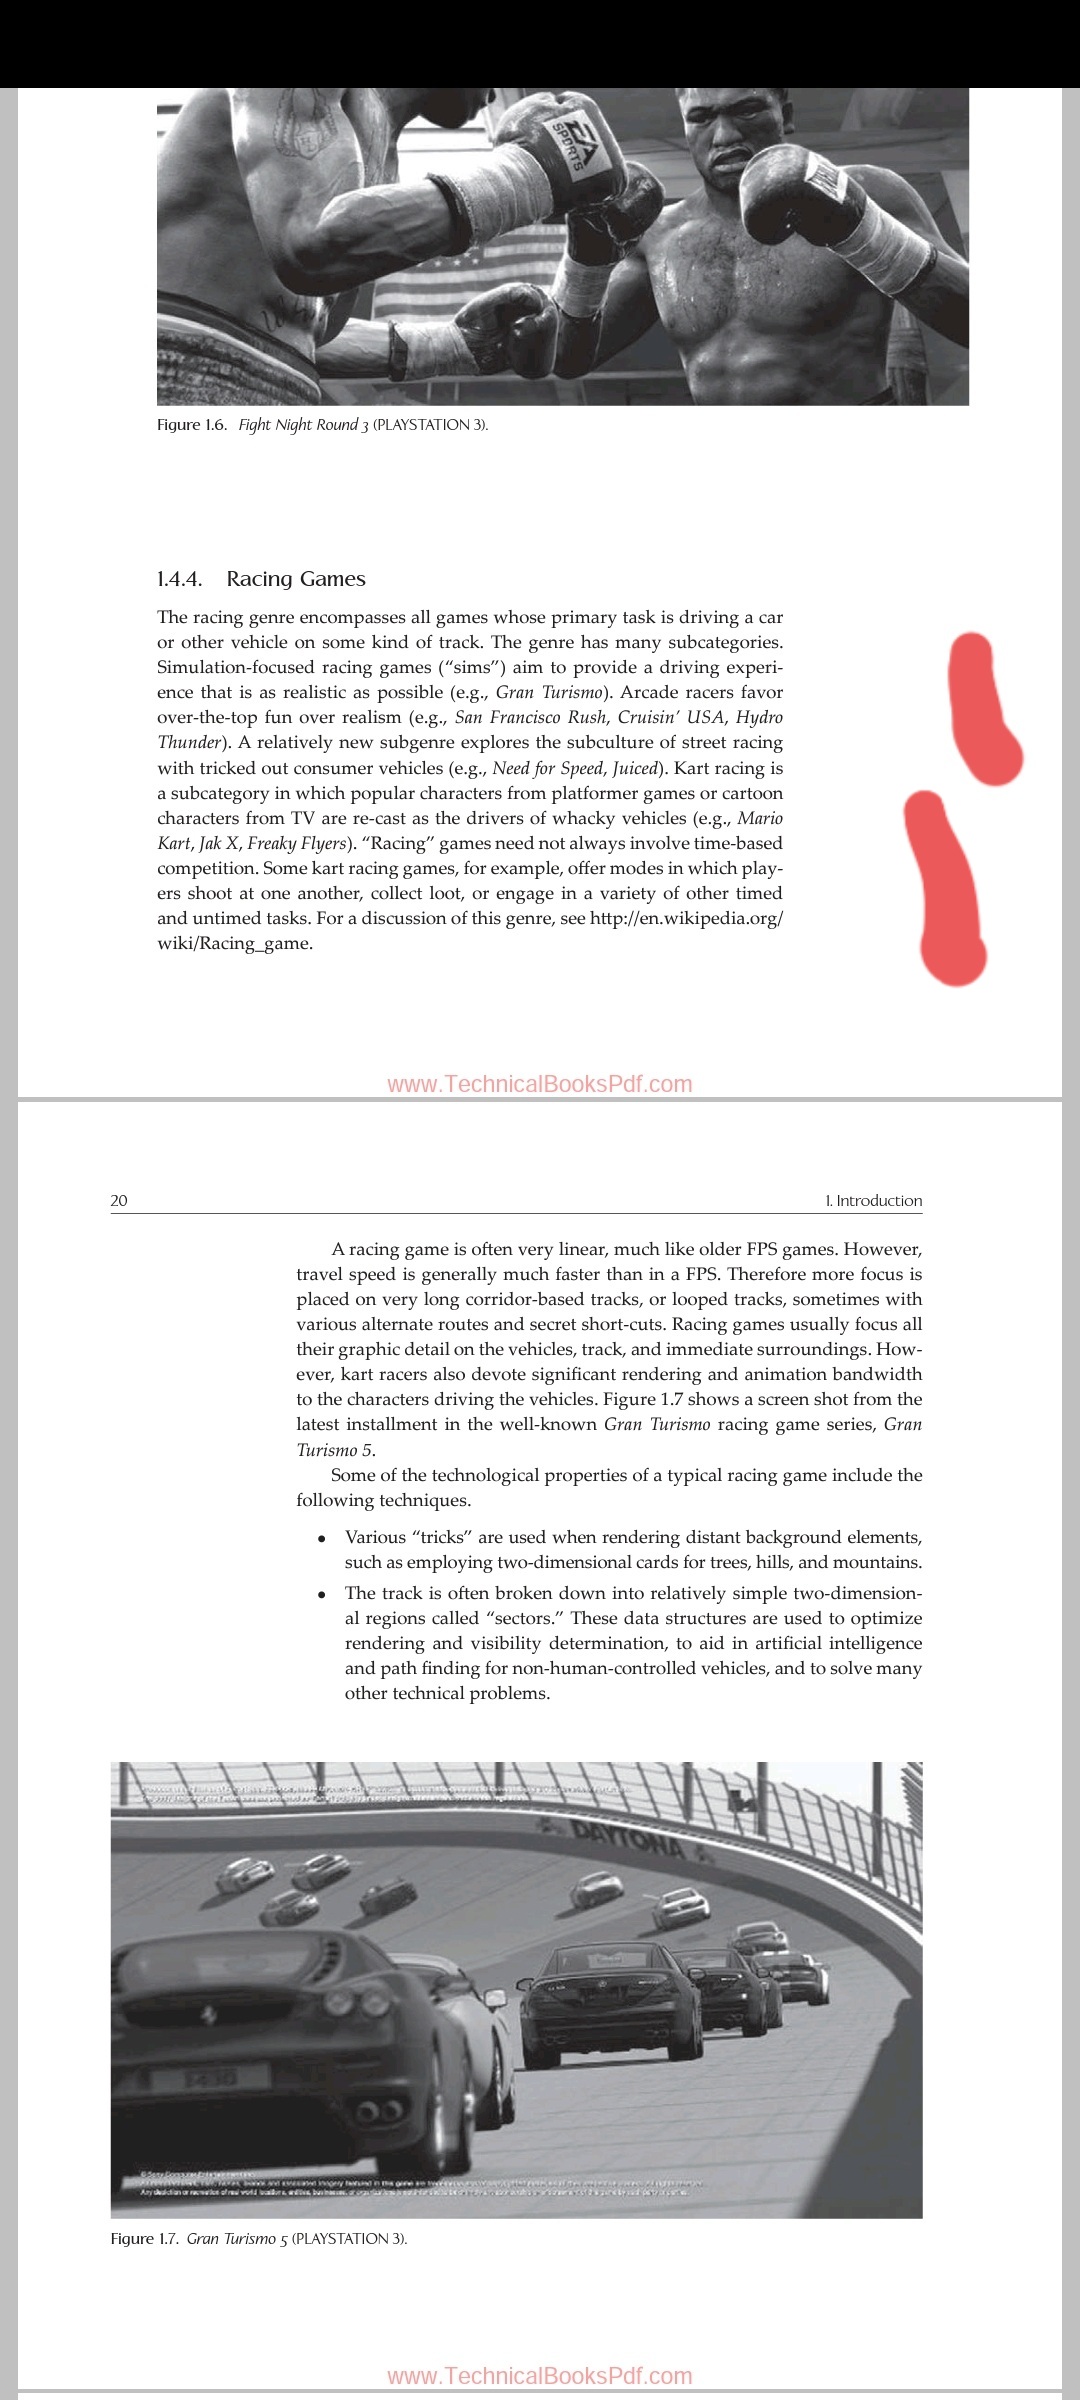 EA
SPORTS
Figure 1.6. Fight Night Round 3 (PLAYSTATION 3).
1.4.4. Racing Games
The racing genre encompasses all games whose primary task is driving a car
or other vehicle on some kind of track. The genre has many subcategories.
Simulation-focused racing games (“sims”) aim to provide a driving experi-
ence that is as realistic as possible (e.g., Gran Turismo). Arcade racers favor
over-the-top fun over realism (e.g., San Francisco Rush, Cruisin’ USA, Hydro
Thunder). A relatively new subgenre explores the subculture of street racing
with tricked out consumer vehicles (e.g., Need for Speed, Juiced). Kart racing is
a subcategory in which popular characters from platformer games or cartoon
characters from TV are re-cast as the drivers of whacky vehicles (e.g., Mario
Kart, Jak X, Freaky Flyers). “Racing” games need not always involve time-based
competition. Some kart racing games, for example, offer modes in which play-
ers shoot at one another, collect loot, or engage in a variety of other timed
and untimed tasks. For a discussion of this genre, see http://en.wikipedia.org/
wiki/Racing_game.
www.TechnicalBooksPdf.com
20 1. Introduction
A racing game is often very linear, much like older FPS games. However,
travel speed is generally much faster than in a FPS. Therefore more focus is
placed on very long corridor-based tracks, or looped tracks, sometimes with
various alternate routes and secret short-cuts. Racing games usually focus all
their graphic detail on the vehicles, track, and immediate surroundings. How-
ever, kart racers also devote significant rendering and animation bandwidth
to the characters driving the vehicles. Figure 1.7 shows a screen shot from the
latest installment in the well-known Gran Turismo racing game series, Gran
Turismo 5.
Some of the technological properties of a typical racing game include the
following techniques.
• Various “tricks” are used when rendering distant background elements,
such as employing two-dimensional cards for trees, hills, and mountains.
• The track is often broken down into relatively simple two-dimension-
al regions called “sectors.” These data structures are used to optimize
rendering and visibility determination, to aid in artificial intelligence
and path finding for non-human-controlled vehicles, and to solve many
other technical problems.
DAYTONA
Figure 1.7. Gran Turismo 5 (PLAYSTATION 3).
www.TechnicalBooksPdf.com